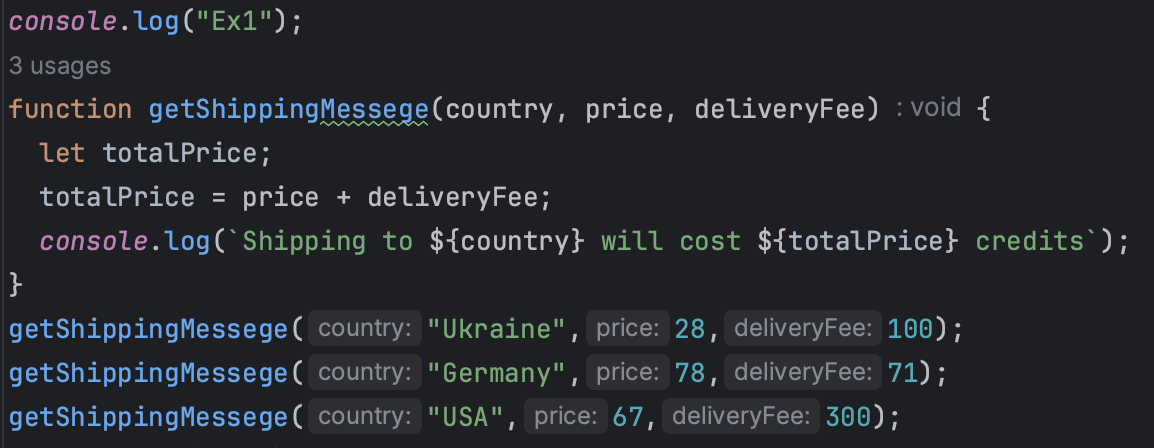 console.log("Ex1");
3 usages
function getShippingMessege(country, price, deliveryFee) : void {
  let totalPrice;
  totalPrice = price + deliveryFee;
  console.log(`Shipping to ${country} will cost ${totalPrice} credits`);
}
getShippingMessege( country: "Ukraine", price: 28, deliveryFee: 100);
getShippingMessege( country: "Germany", price: 78, deliveryFee: 71);
getShippingMessege( country: "USA", price: 67, deliveryFee: 300);